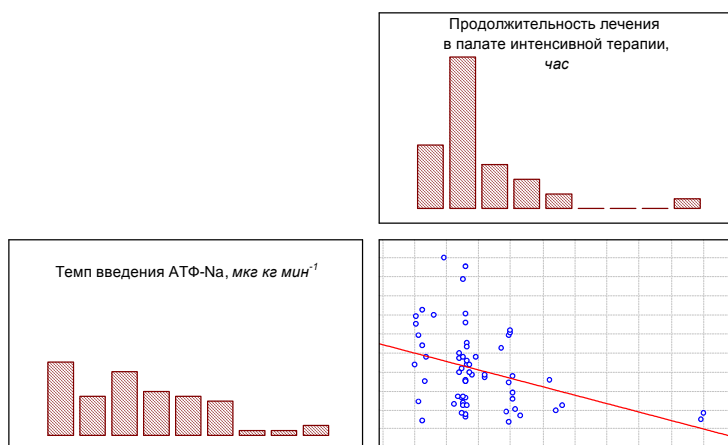 Продолжительность лечения
в палате интенсивной терапии,
час
Темп введения АТФ-Na, мкг кг мин⁻¹